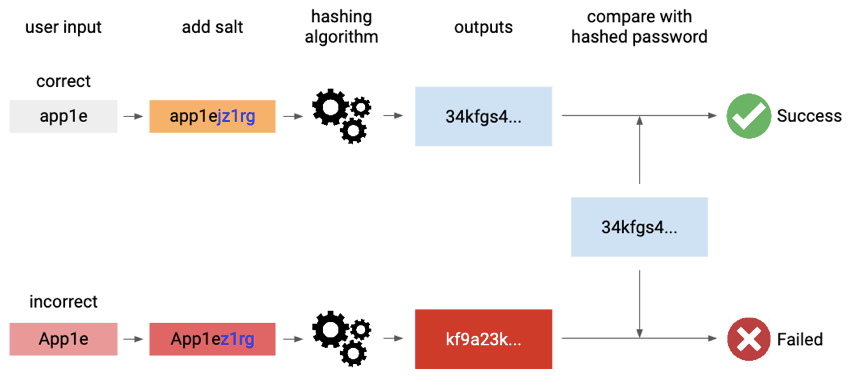 user input
add salt
hashing
algorithm
outputs
compare with
hashed password
correct
app1e
app1ejz1rg
34kfgs4...
Success
34kfgs4...
incorrect
App1e
App1ez1rg
kf9a23k...
Failed